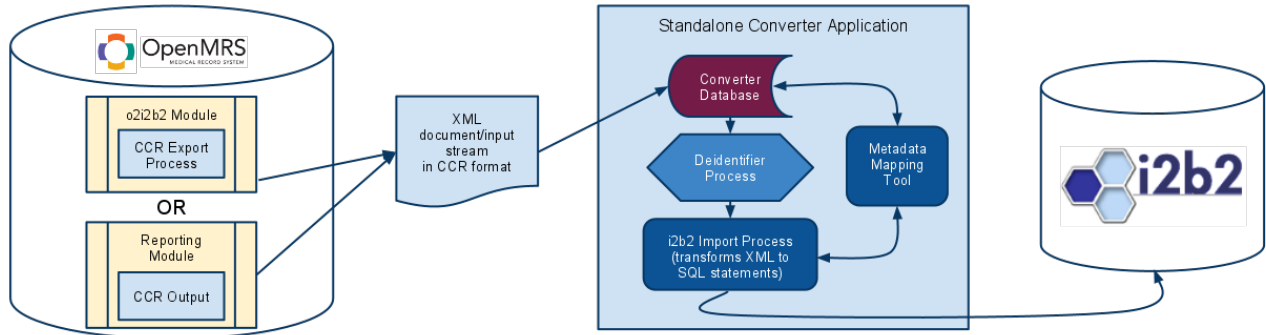 OpenMRS
MEDICAL RECORD SYSTEM
o2i2b2 Module
CCR Export
Process
OR
Reporting
Module
CCR Output
XML
document/input
stream
in CCR format
Standalone Converter Application
Converter
Database
Deidentifier
Process
Metadata
Mapping
Tool
i2b2 Import Process
(transforms XML to
SQL statements)
i2b2